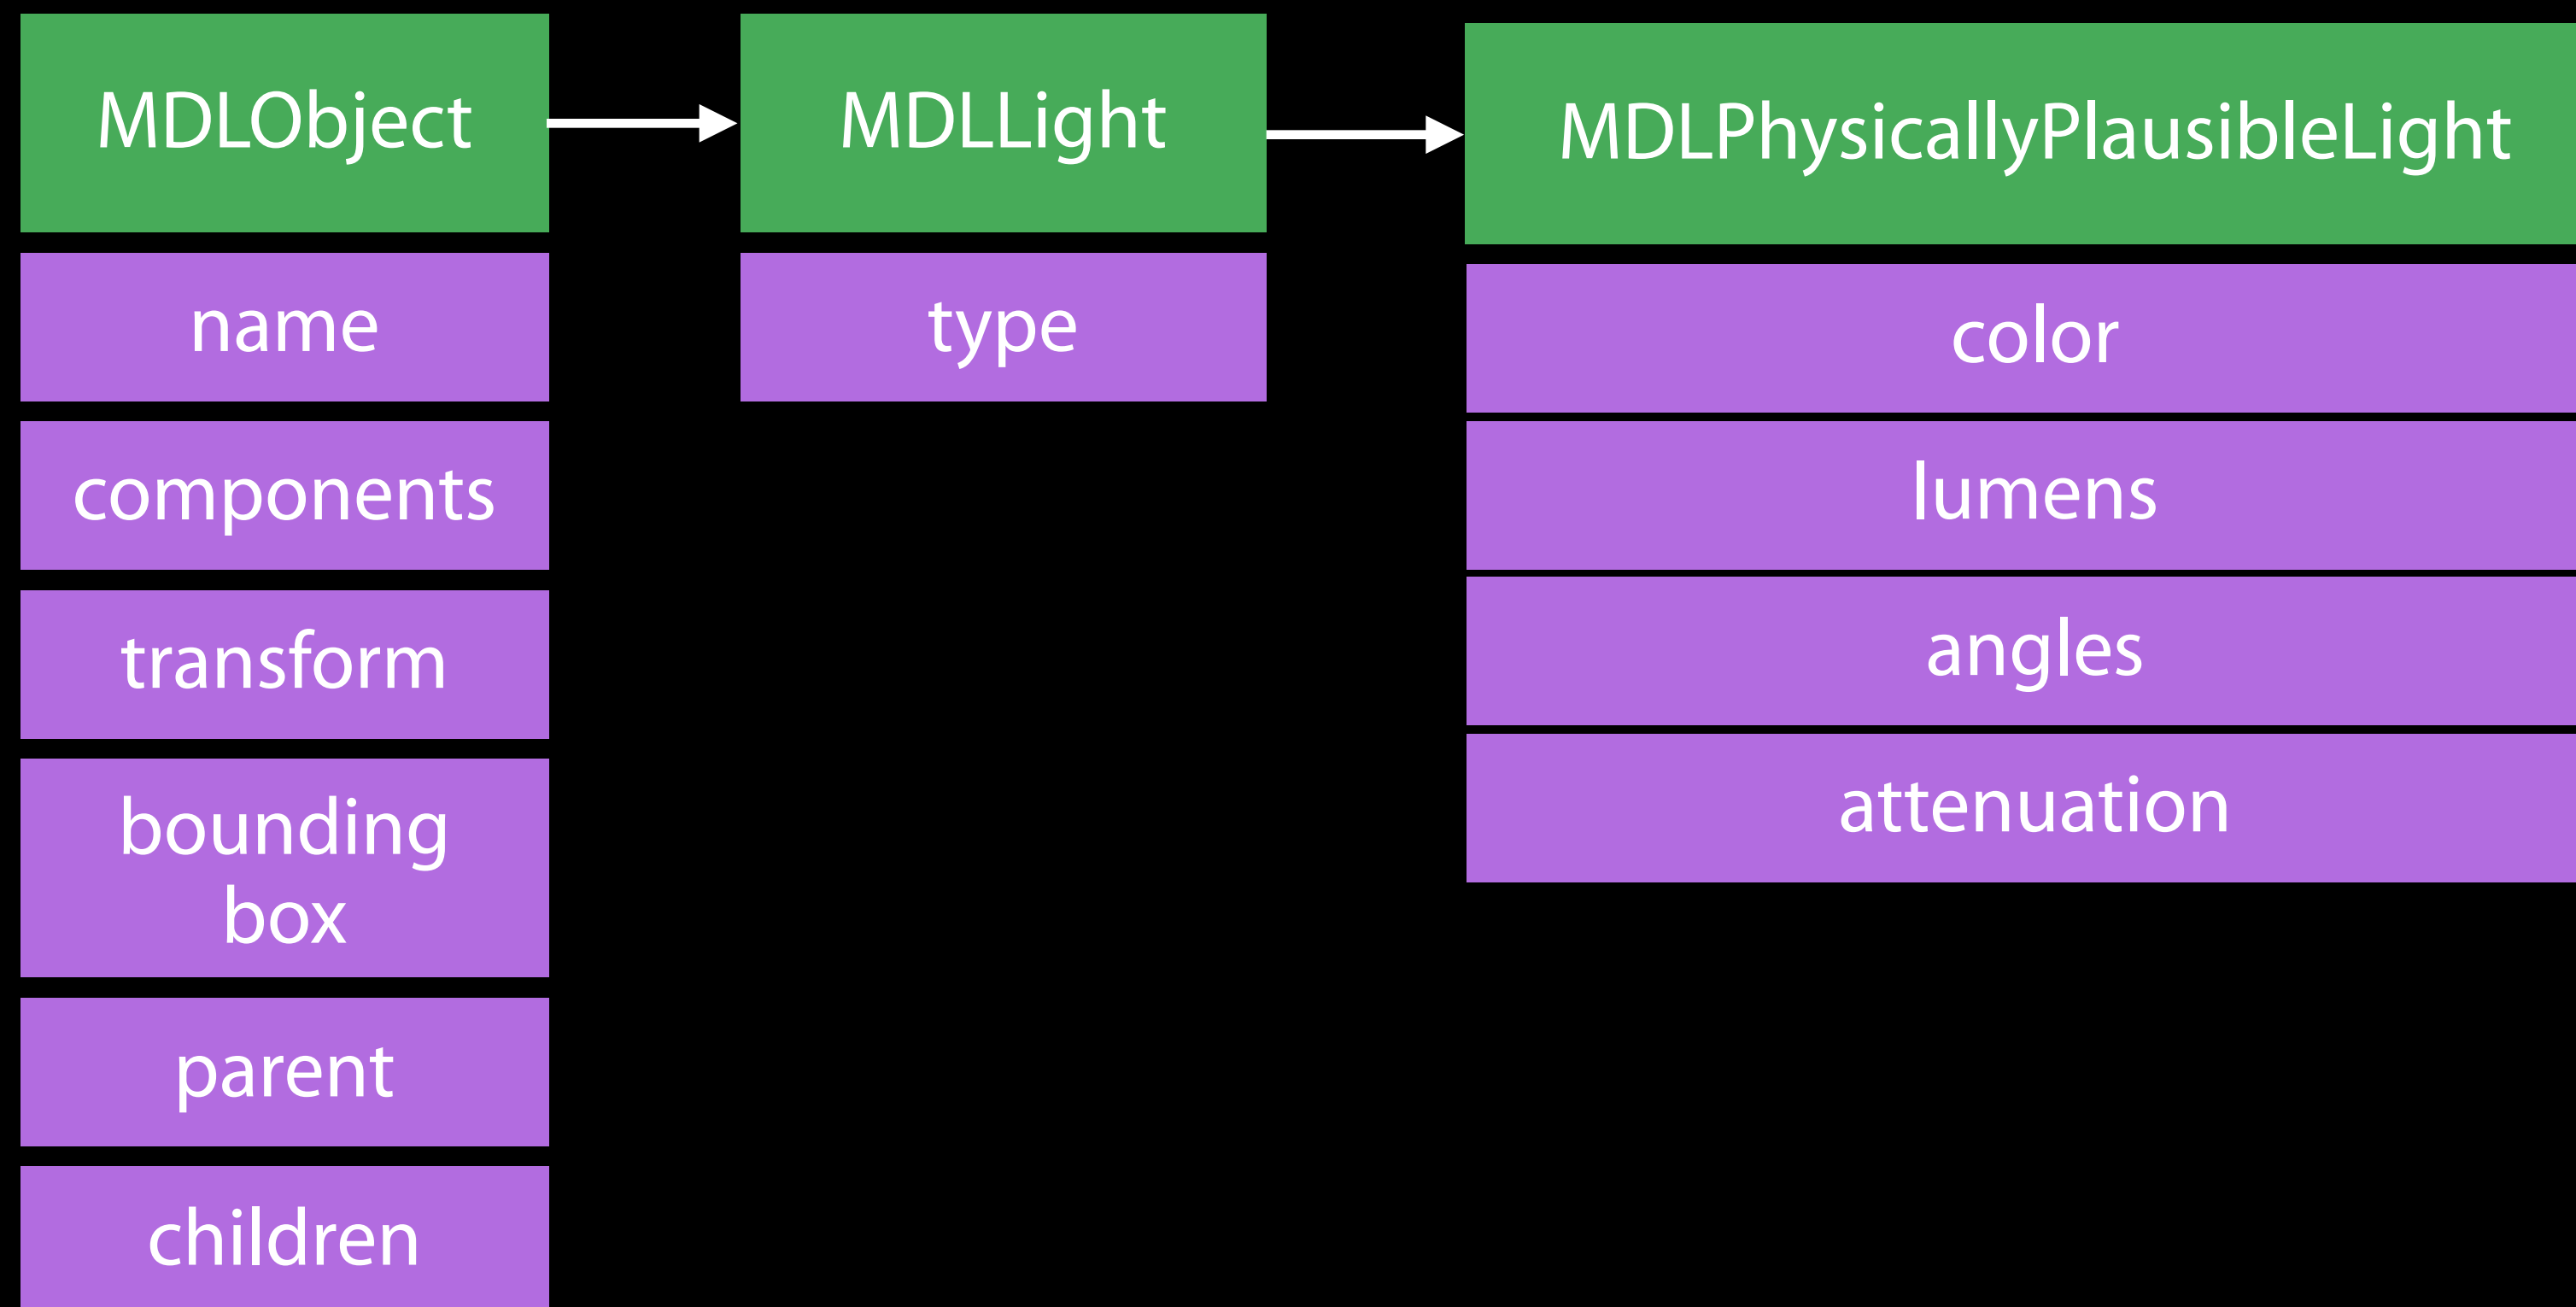 MDLObject
name
components
transform
bounding
box
parent
children
MDLLight
type
MDLPhysicallyPlausibleLight
color
lumens
angles
attenuation